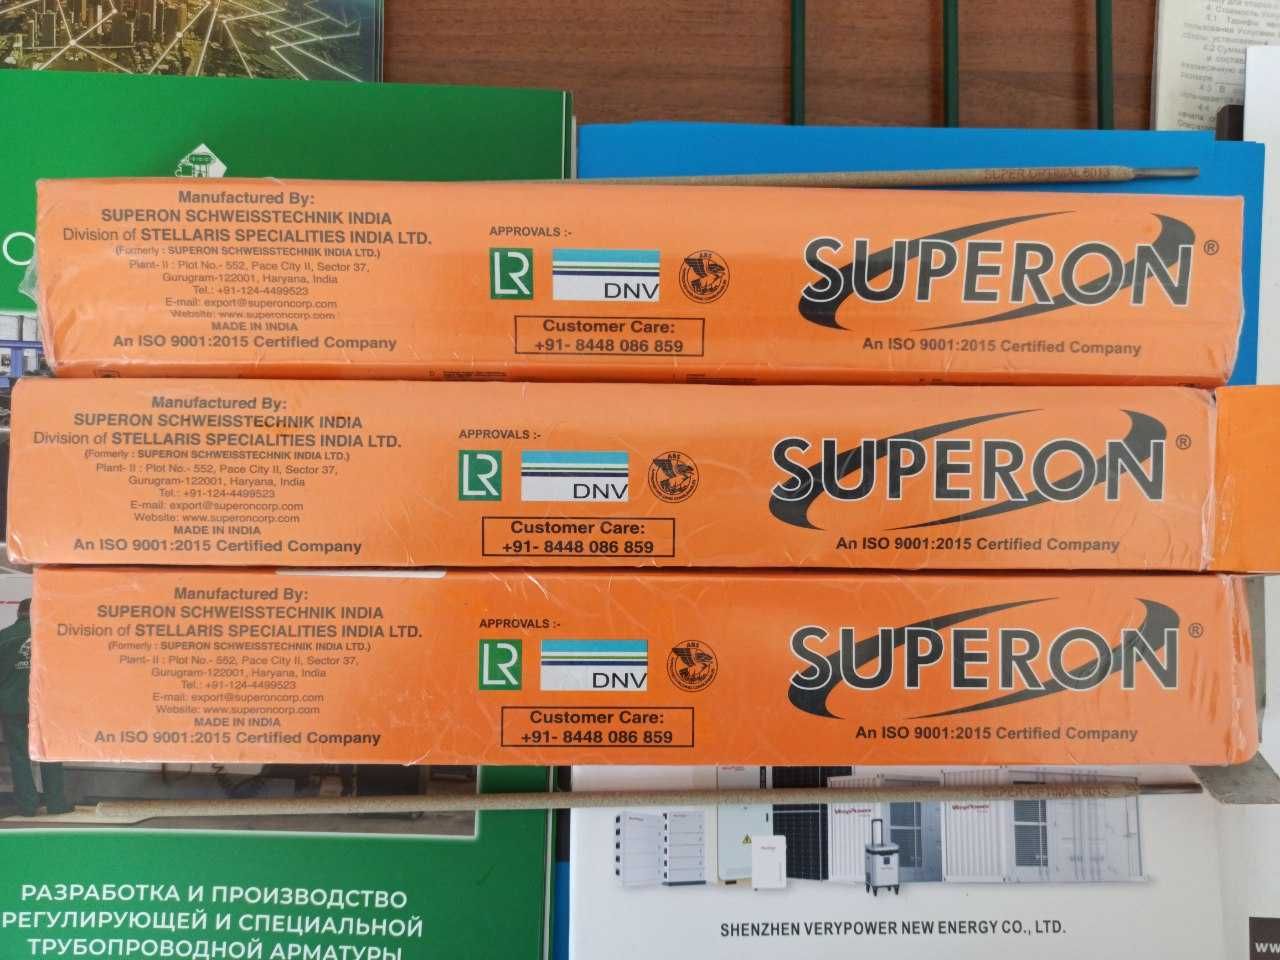 SUPER OPTIMAL 6013
Manufactured By:
SUPERON SCHWEISSTECHNIK INDIA
Division of STELLARIS SPECIALITIES INDIA LTD.
(Formerly : SUPERON SCHWEISSTECHNIK INDIA LTD.)
Plant- II : Plot No.- 552, Pace City II, Sector 37,
Gurugram-122001, Haryana, India
Tel.: +91-124-4499523
E-mail: export@superoncorp.com
Website: www.superoncorp.com
MADE IN INDIA
An ISO 9001:2015 Certified Company
APPROVALS :-
LR
DNV
ABS
Customer Care:
+91- 8448 086 859
SUPERON®
An ISO 9001:2015 Certified Company
Manufactured By:
SUPERON SCHWEISSTECHNIK INDIA
Division of STELLARIS SPECIALITIES INDIA LTD.
(Formerly : SUPERON SCHWEISSTECHNIK INDIA LTD.)
Plant- II : Plot No.- 552, Pace City II, Sector 37,
Gurugram-122001, Haryana, India
Tel.: +91-124-4499523
E-mail: export@superoncorp.com
Website: www.superoncorp.com
MADE IN INDIA
An ISO 9001:2015 Certified Company
APPROVALS :-
LR
DNV
ABS
Customer Care:
+91- 8448 086 859
SUPERON®
An ISO 9001:2015 Certified Company
Manufactured By:
SUPERON SCHWEISSTECHNIK INDIA
Division of STELLARIS SPECIALITIES INDIA LTD.
(Formerly : SUPERON SCHWEISSTECHNIK INDIA LTD.)
Plant- II : Plot No.- 552, Pace City II, Sector 37,
Gurugram-122001, Haryana, India
Tel.: +91-124-4499523
E-mail: export@superoncorp.com
Website: www.superoncorp.com
MADE IN INDIA
An ISO 9001:2015 Certified Company
APPROVALS :-
LR
DNV
ABS
Customer Care:
+91- 8448 086 859
SUPERON®
An ISO 9001:2015 Certified Company
SUPER OPTIMAL 6013
РАЗРАБОТКА И ПРОИЗВОДСТВО
РЕГУЛИРУЮЩЕЙ И СПЕЦИАЛЬНОЙ
ТРУБОПРОВОДНОЙ АРМАТУРЫ
SHENZHEN VERYPOWER NEW ENERGY CO., LTD.